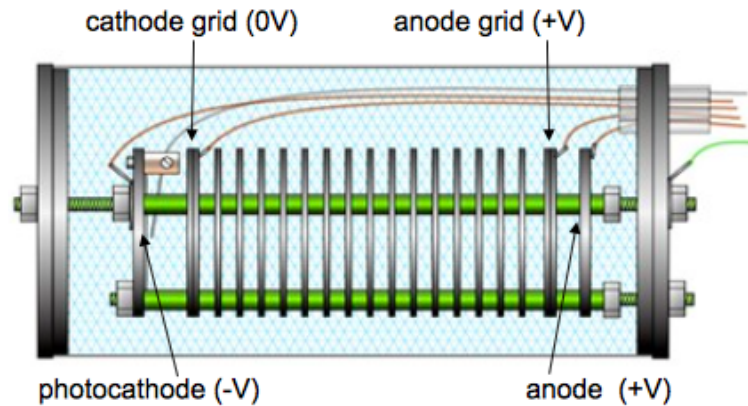 cathode grid (0V)
anode grid (+V)
photocathode (-V)
anode (+V)